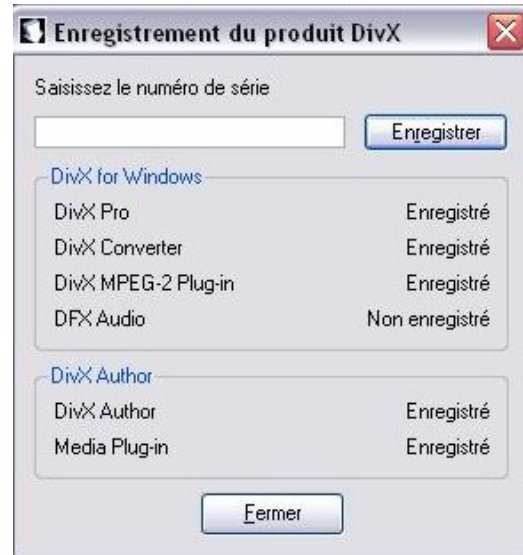 Enregistrement du produit DivX
Saisissez le numéro de série
Enregistrer
DivX for Windows
DivX Pro Enregistré
DivX Converter Enregistré
DivX MPEG-2 Plug-in Enregistré
DFX Audio Non enregistré
DivX Author
DivX Author Enregistré
Media Plug-in Enregistré
Fermer